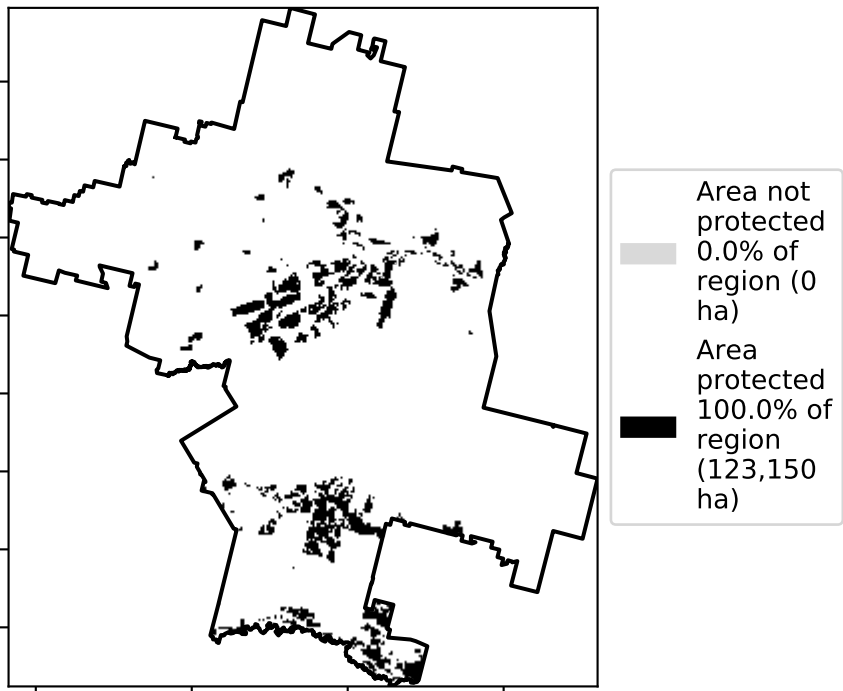 Area not
protected
0.0% of
region (0
ha)
Area
protected
100.0% of
region
(123,150
ha)